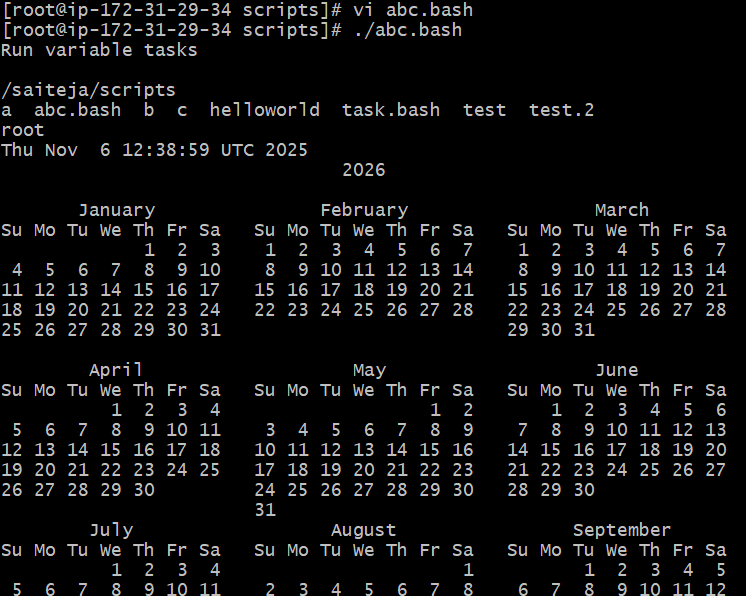 [root@ip-172-31-29-34 scripts]# vi abc.bash
[root@ip-172-31-29-34 scripts]# ./abc.bash
Run variable tasks

/saiteja/scripts
a  abc.bash  b  c  helloworld  task.bash  test  test.2
root
Thu Nov  6 12:38:59 UTC 2025
                               2026

       January               February                 March
Su Mo Tu We Th Fr Sa   Su Mo Tu We Th Fr Sa   Su Mo Tu We Th Fr Sa
             1  2  3    1  2  3  4  5  6  7    1  2  3  4  5  6  7
 4  5  6  7  8  9 10    8  9 10 11 12 13 14    8  9 10 11 12 13 14
11 12 13 14 15 16 17   15 16 17 18 19 20 21   15 16 17 18 19 20 21
18 19 20 21 22 23 24   22 23 24 25 26 27 28   22 23 24 25 26 27 28
25 26 27 28 29 30 31                          29 30 31

        April                   May                   June
Su Mo Tu We Th Fr Sa   Su Mo Tu We Th Fr Sa   Su Mo Tu We Th Fr Sa
          1  2  3  4                   1  2       1  2  3  4  5  6
 5  6  7  8  9 10 11    3  4  5  6  7  8  9    7  8  9 10 11 12 13
12 13 14 15 16 17 18   10 11 12 13 14 15 16   14 15 16 17 18 19 20
19 20 21 22 23 24 25   17 18 19 20 21 22 23   21 22 23 24 25 26 27
26 27 28 29 30         24 25 26 27 28 29 30   28 29 30
                       31
        July                  August                September
Su Mo Tu We Th Fr Sa   Su Mo Tu We Th Fr Sa   Su Mo Tu We Th Fr Sa
          1  2  3  4                      1          1  2  3  4  5
 5  6  7  8  9 10 11    2  3  4  5  6  7  8    6  7  8  9 10 11 12